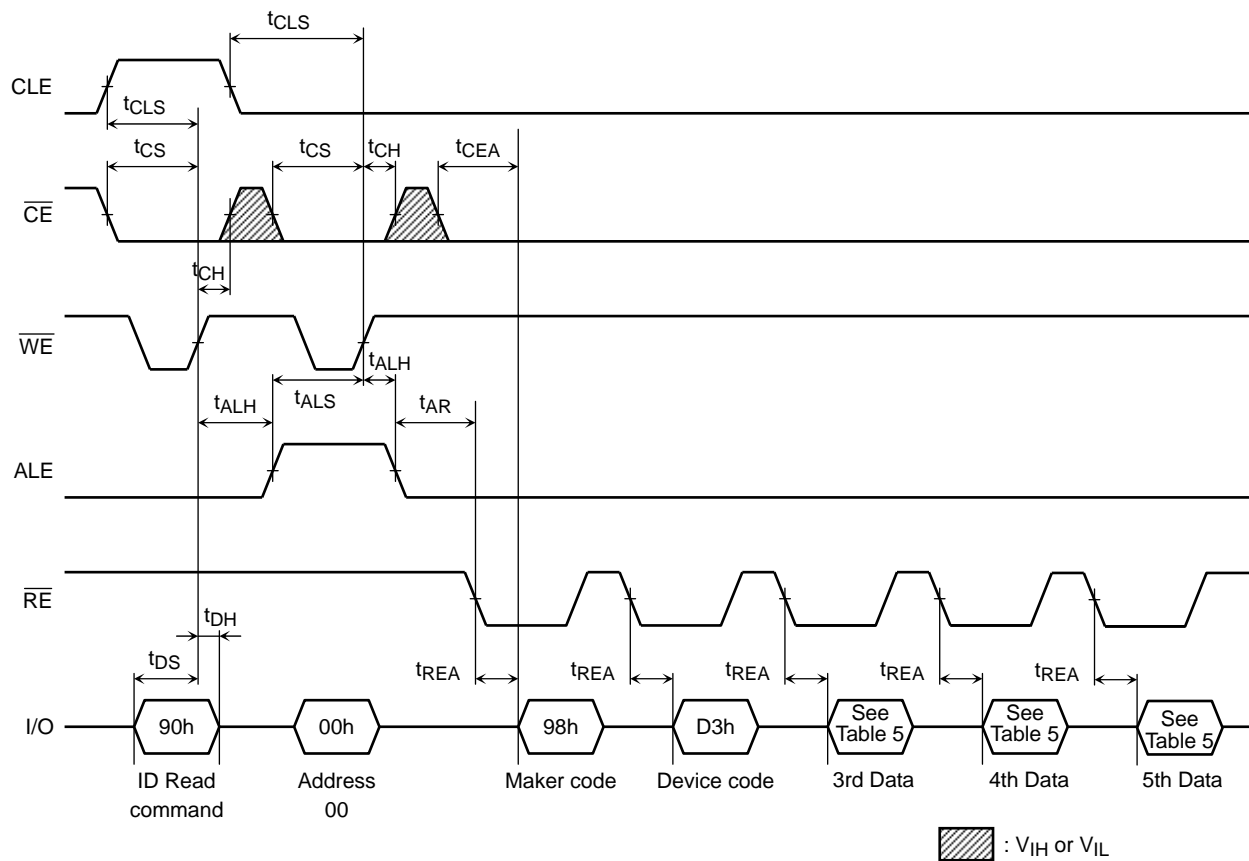 tCLS
CLE
tCLS
tCS
tCS
tCH
tCEA
CE
tCH
WE
tALH
tALH
tALS
tAR
ALE
RE
tDH
tDS
tREA
tREA
tREA
tREA
tREA
I/O
90h
00h
98h
D3h
See
Table 5
See
Table 5
See
Table 5
ID Read
command
Address
00
Maker code
Device code
3rd Data
4th Data
5th Data
: VIH or VIL